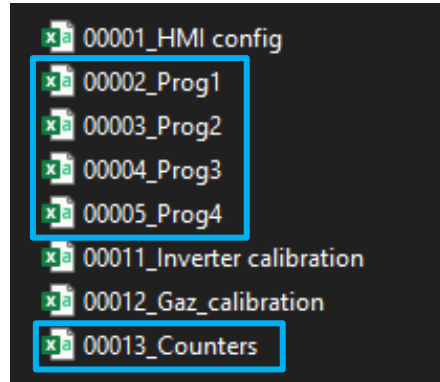 00001_HMI config
00002_Prog1
00003_Prog2
00004_Prog3
00005_Prog4
00011_Inverter calibration
00012_Gaz_calibration
00013_Counters